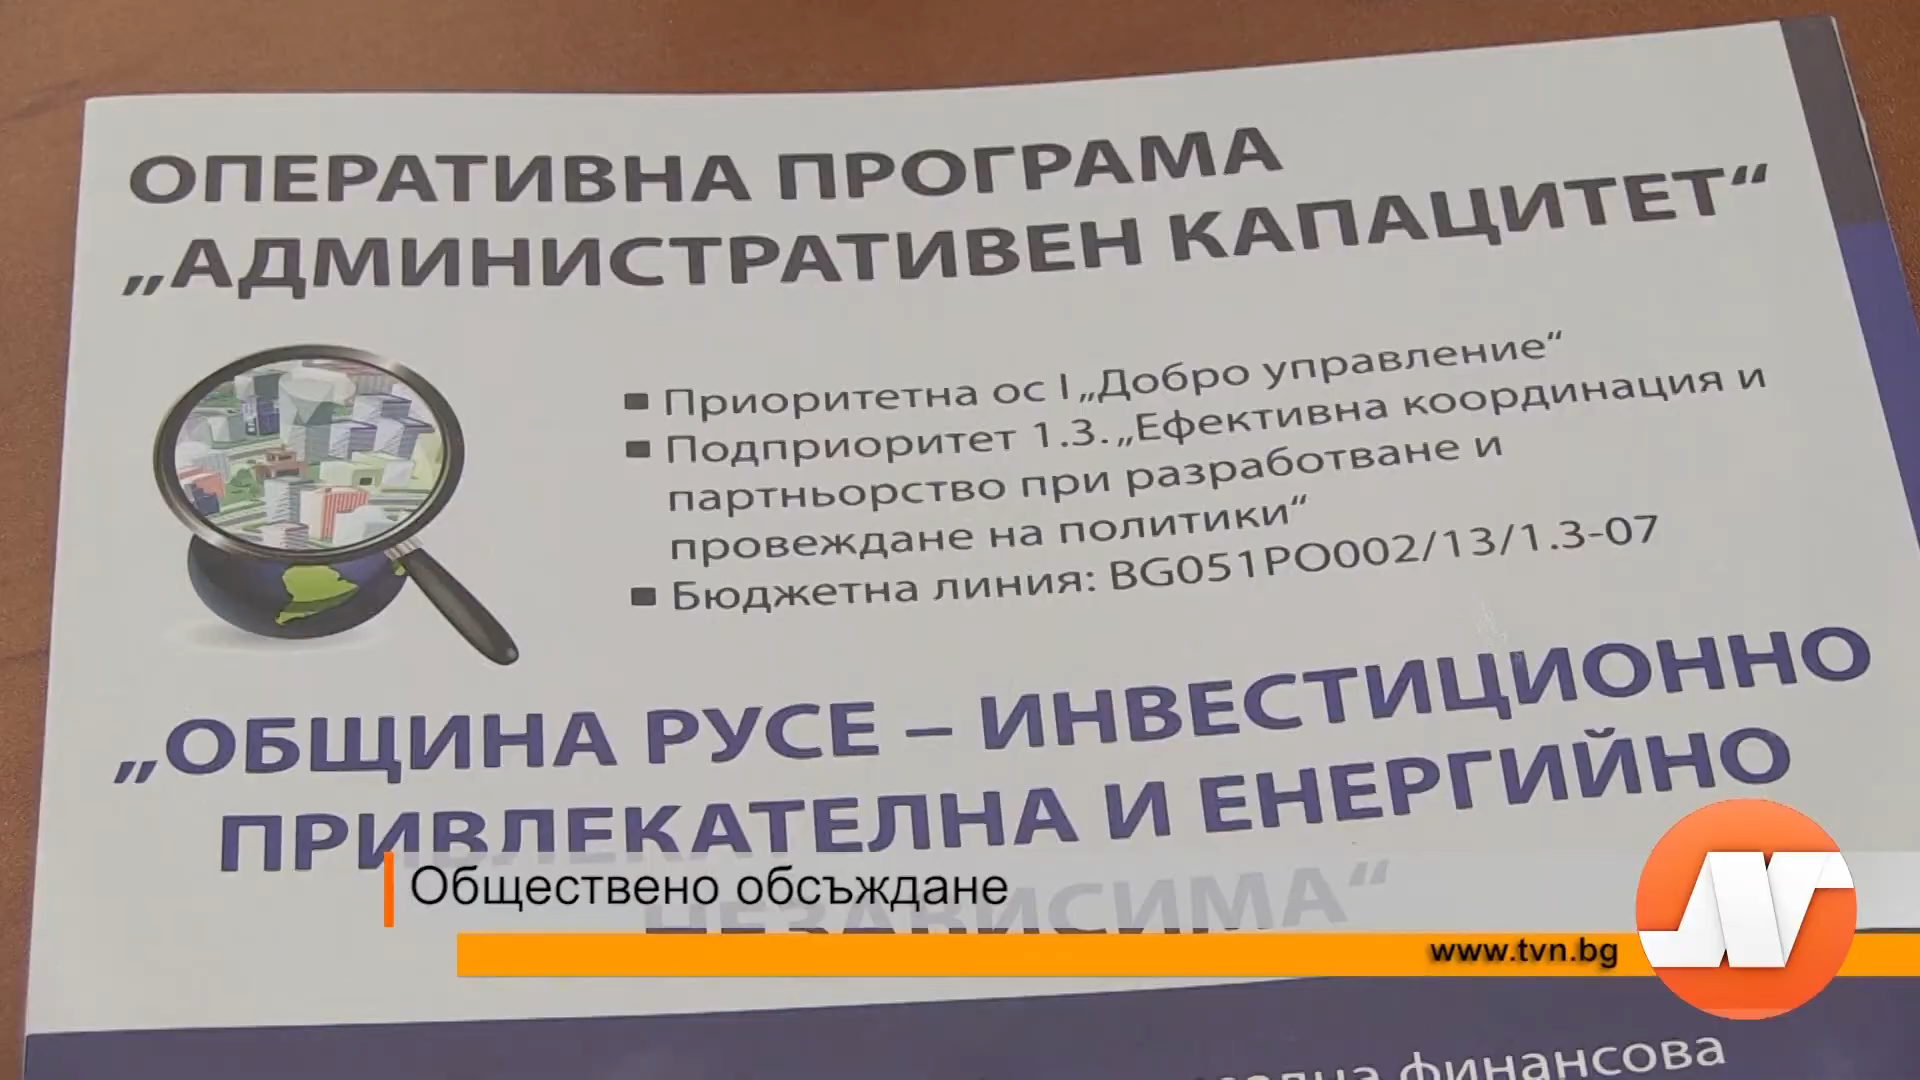 ОПЕРАТИВНА ПРОГРАМА
„АДМИНИСТРАТИВЕН КАПАЦИТЕТ“
▪ Приоритетна ос I „Добро управление“
▪ Подприоритет 1.3. „Ефективна координация и
партньорство при разработване и
провеждане на политики“
▪ Бюджетна линия: BG051PO002/13/1.3-07
„ОБЩИНА РУСЕ – ИНВЕСТИЦИОННО
ПРИВЛЕКАТЕЛНА И ЕНЕРГИЙНО
НЕЗАВИСИМА“
Обществено обсъждане
www.tvn.bg
финансова